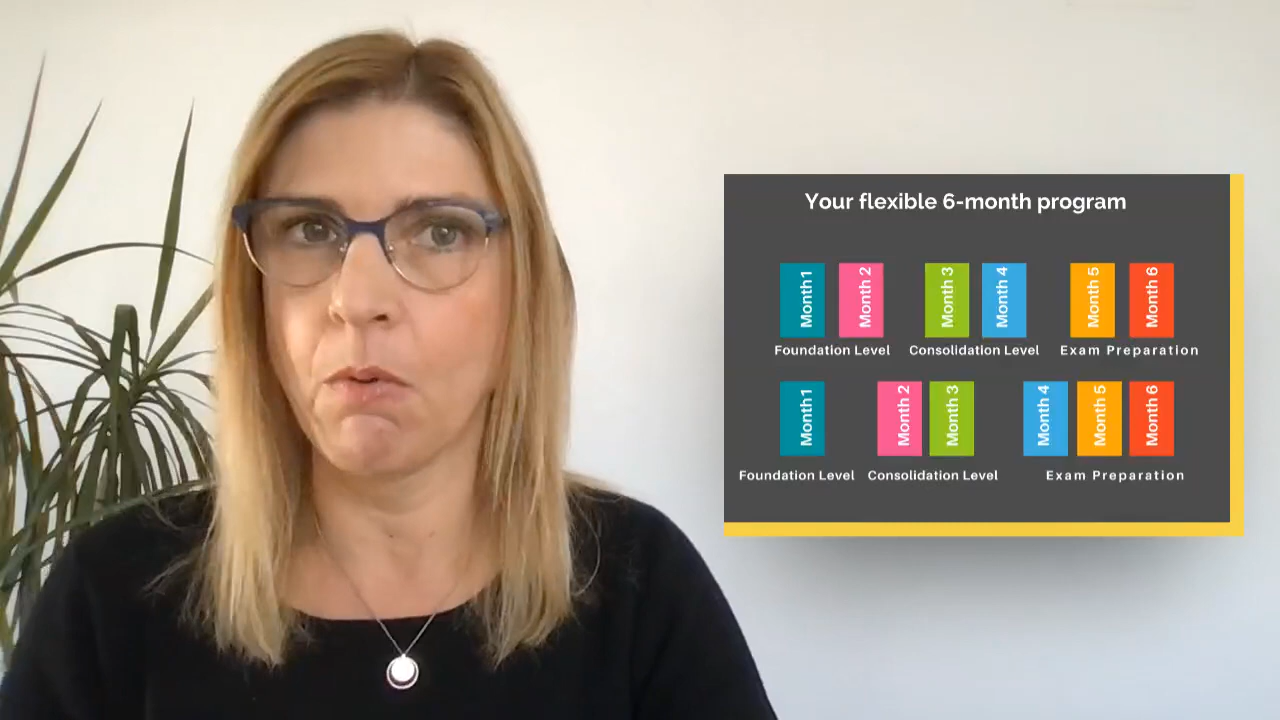 Your flexible 6-month program
Month 1 Month 2 Month 3 Month 4 Month 5 Month 6
Foundation Level Consolidation Level Exam Preparation
Month 1 Month 2 Month 3 Month 4 Month 5 Month 6
Foundation Level Consolidation Level Exam Preparation